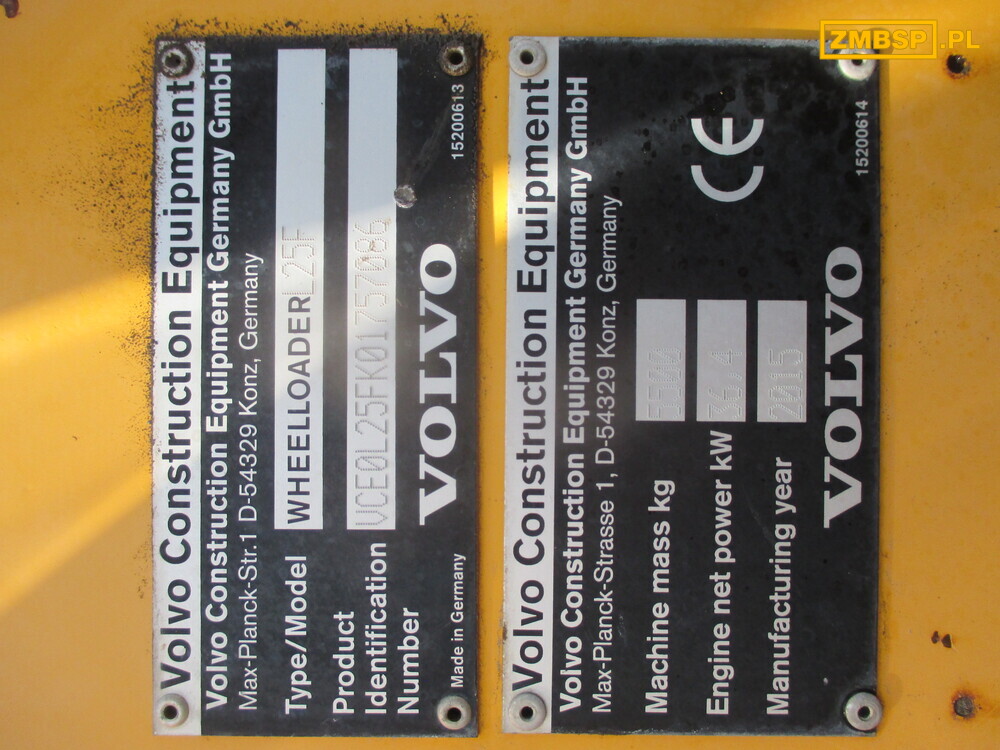 ZMBSP.PL
Volvo Construction Equipment
Volvo Construction Equipment Germany GmbH
Max-Planck-Str.1 D-54329 Konz, Germany
Type/Model WHEELLOADER L25F
Product
Identification VCE0L25FK01757086
Number
VOLVO
Made in Germany 15200613
Volvo Construction Equipment
Volvo Construction Equipment Germany GmbH
Max-Planck-Strasse 1, D-54329 Konz, Germany
Machine mass kg
Engine net power kW
Manufacturing year 2015
CE
VOLVO
15200614